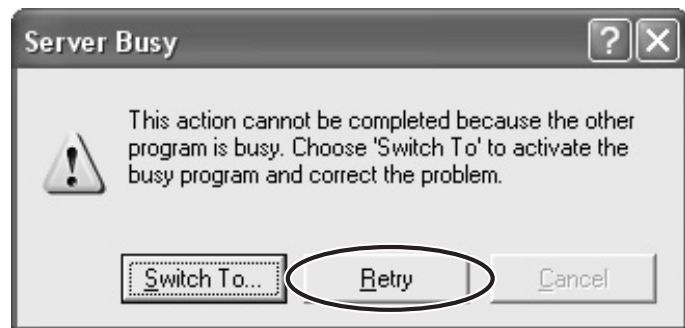 Server Busy
This action cannot be completed because the other
program is busy. Choose 'Switch To' to activate the
busy program and correct the problem.
Switch To... Retry Cancel